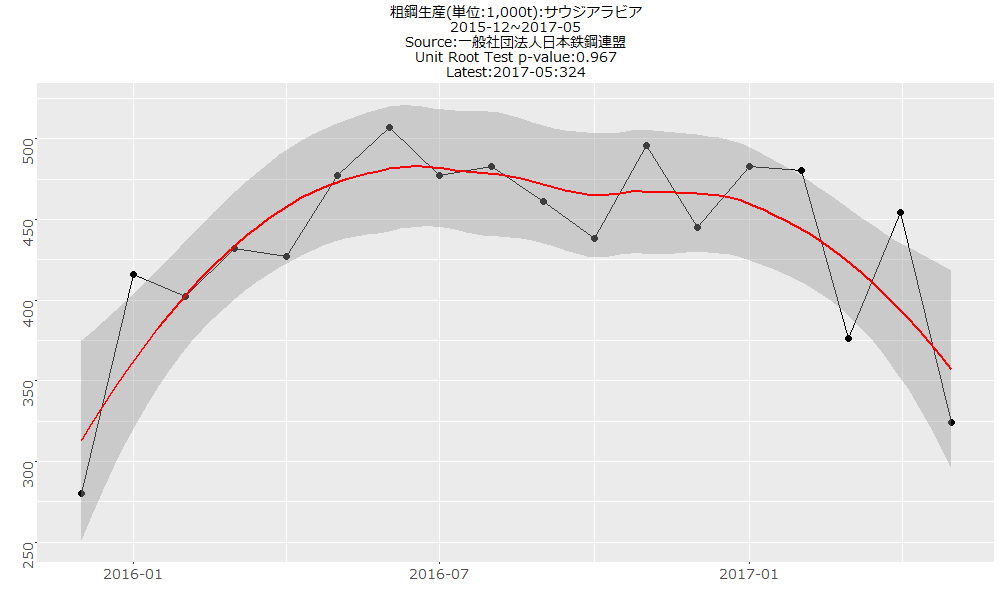 粗鋼生産(単位:1,000t):サウジアラビア
2015-12~2017-05
Source:一般社団法人日本鉄鋼連盟
Unit Root Test p-value:0.967
Latest:2017-05:324
500
450
400
350
300
250
2016-01
2016-07
2017-01